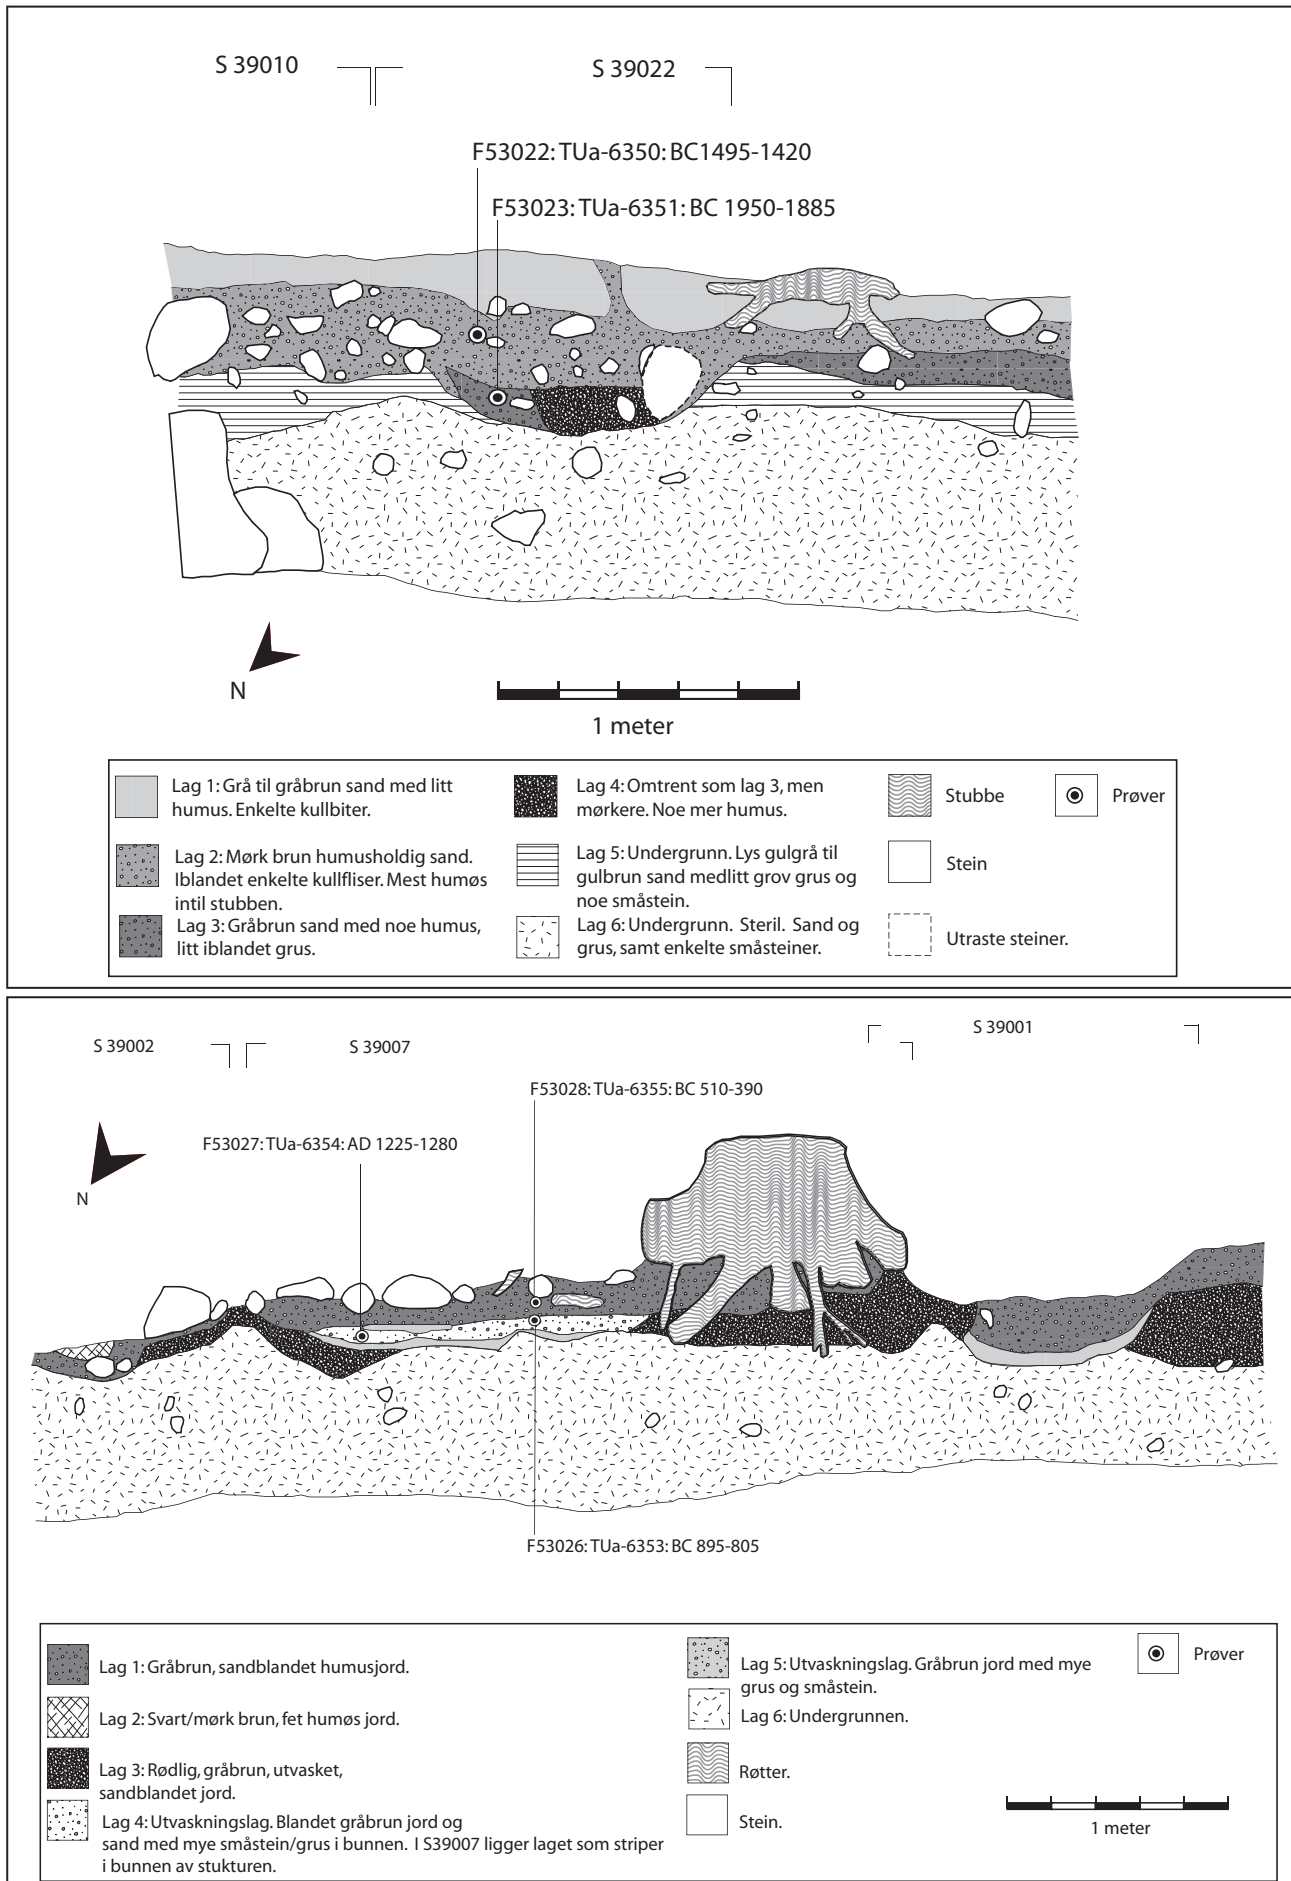 S 39010
S 39022
F53022: TUa-6350: BC1495-1420
F53023: TUa-6351: BC 1950-1885
N
1 meter
Lag 1: Grå til gråbrun sand med litt
humus. Enkelte kullbiter.
Lag 2: Mørk brun humusholdig sand.
Iblandet enkelte kullfliser. Mest humøs
intil stubben.
Lag 3: Gråbrun sand med noe humus,
litt iblandet grus.
Lag 4: Omtrent som lag 3, men
mørkere. Noe mer humus.
Lag 5: Undergrunn. Lys gulgrå til
gulbrun sand medlitt grov grus og
noe småstein.
Lag 6: Undergrunn. Steril. Sand og
grus, samt enkelte småsteiner.
Stubbe
Stein
Utraste steiner.
Prøver
S 39002
S 39007
S 39001
F53028: TUa-6355: BC 510-390
F53027: TUa-6354: AD 1225-1280
N
F53026: TUa-6353: BC 895-805
Lag 1: Gråbrun, sandblandet humusjord.
Lag 2: Svart/mørk brun, fet humøs jord.
Lag 3: Rødlig, gråbrun, utvasket,
sandblandet jord.
Lag 4: Utvaskningslag. Blandet gråbrun jord og
sand med mye småstein/grus i bunnen. I S39007 ligger laget som striper
i bunnen av stukturen.
Lag 5: Utvaskningslag. Gråbrun jord med mye
grus og småstein.
Lag 6: Undergrunnen.
Røtter.
Stein.
Prøver
1 meter